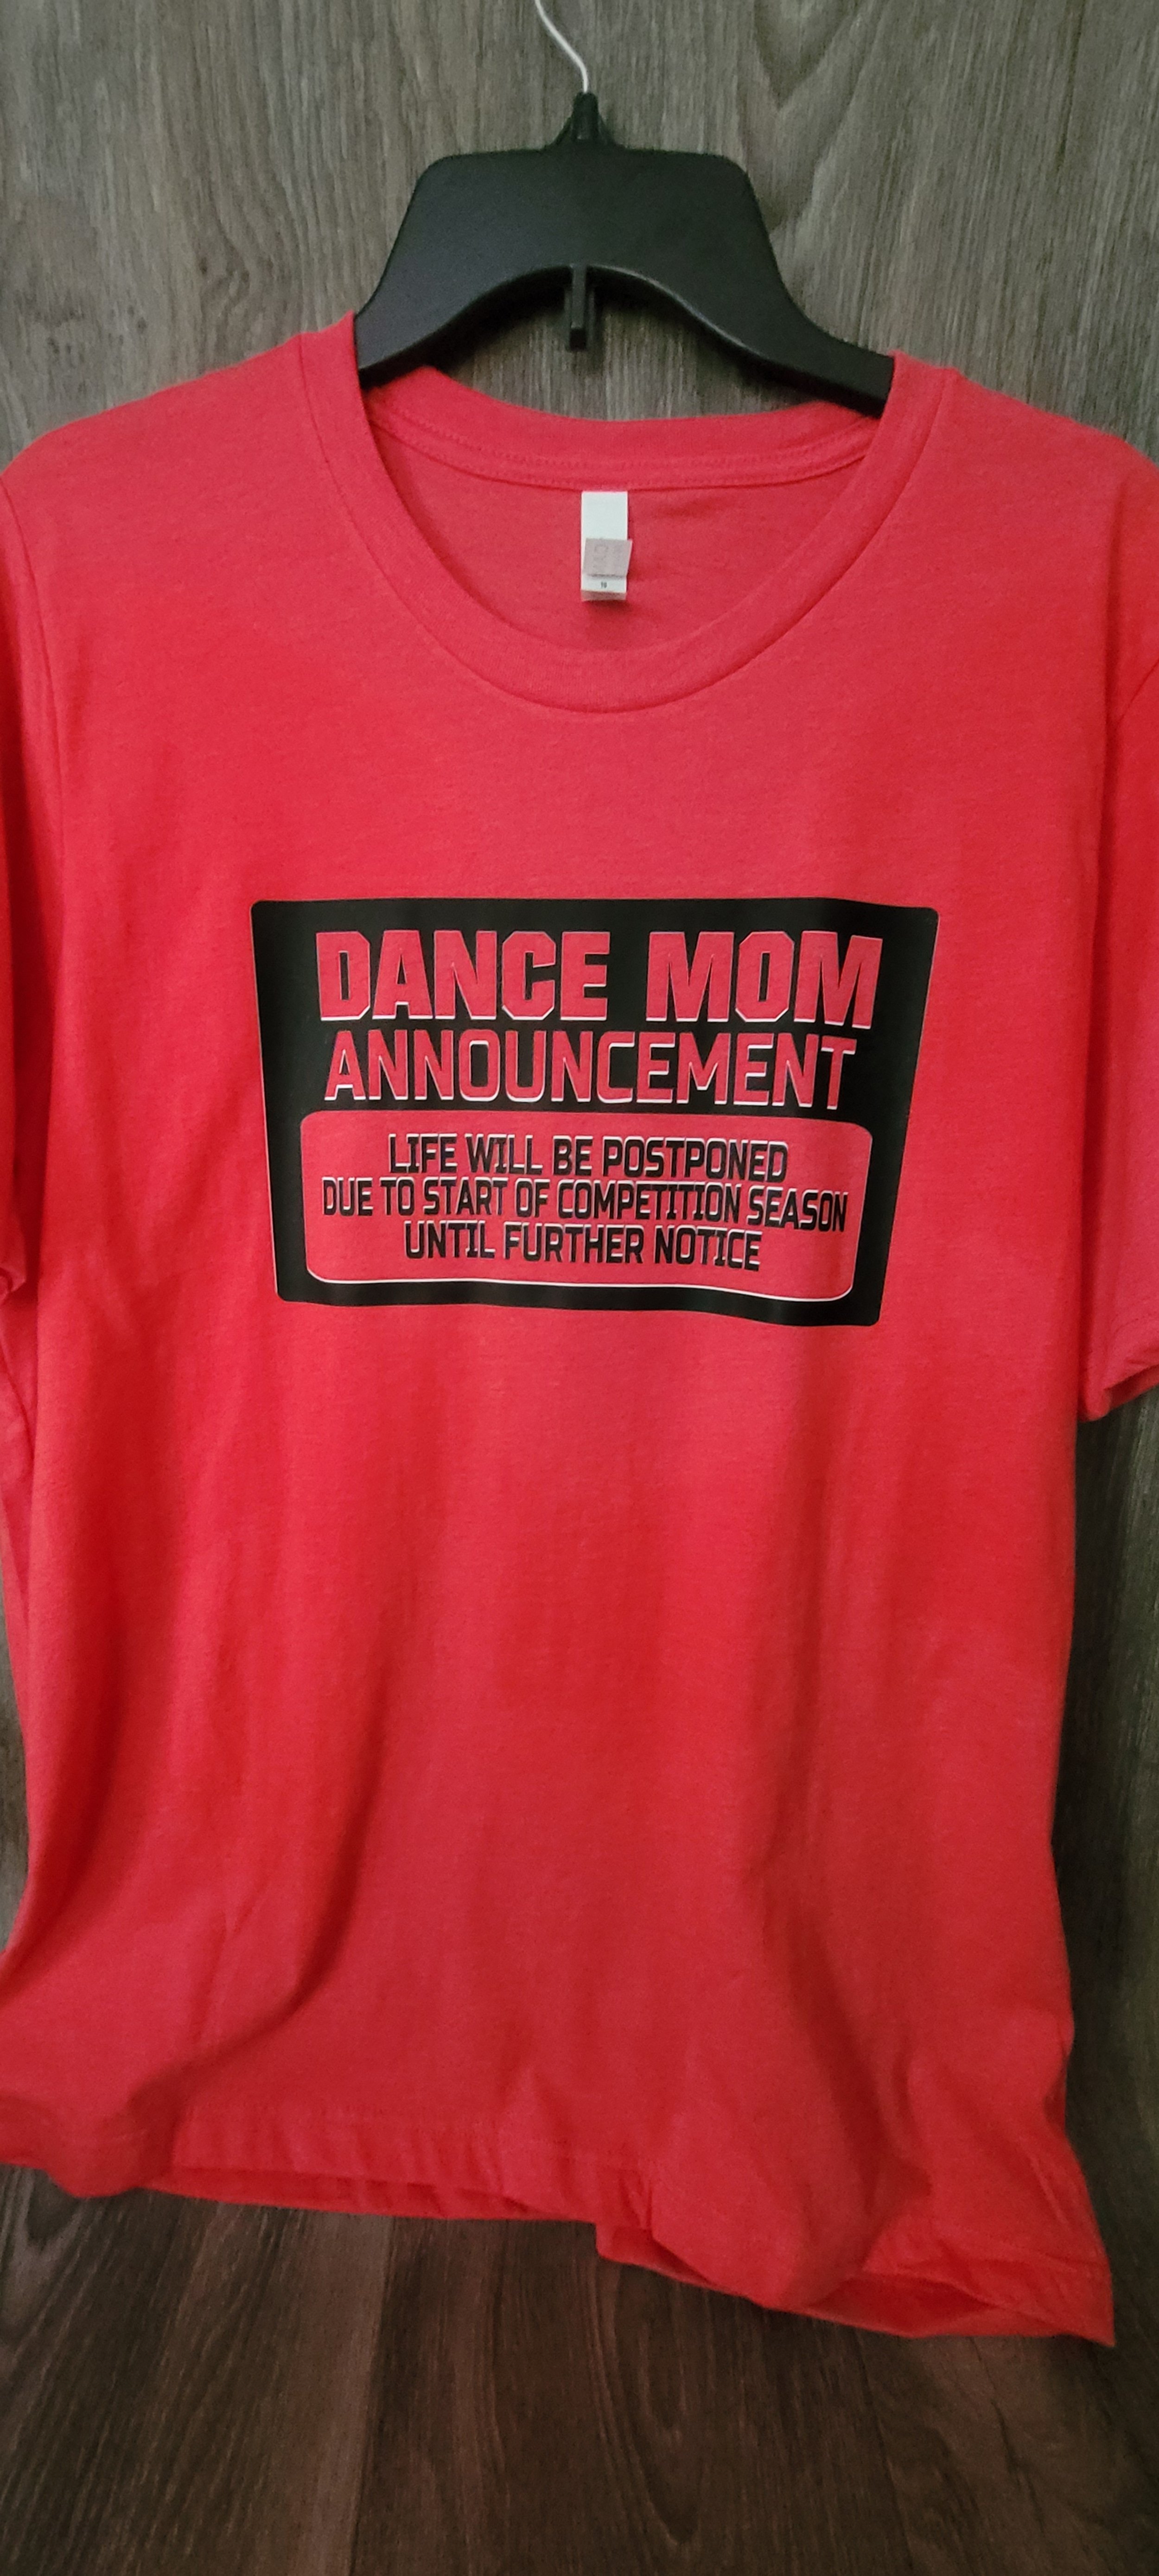 DANCE MOM
ANNOUNCEMENT
LIFE WILL BE POSTPONED
DUE TO START OF COMPETITION SEASON
UNTIL FURTHER NOTICE